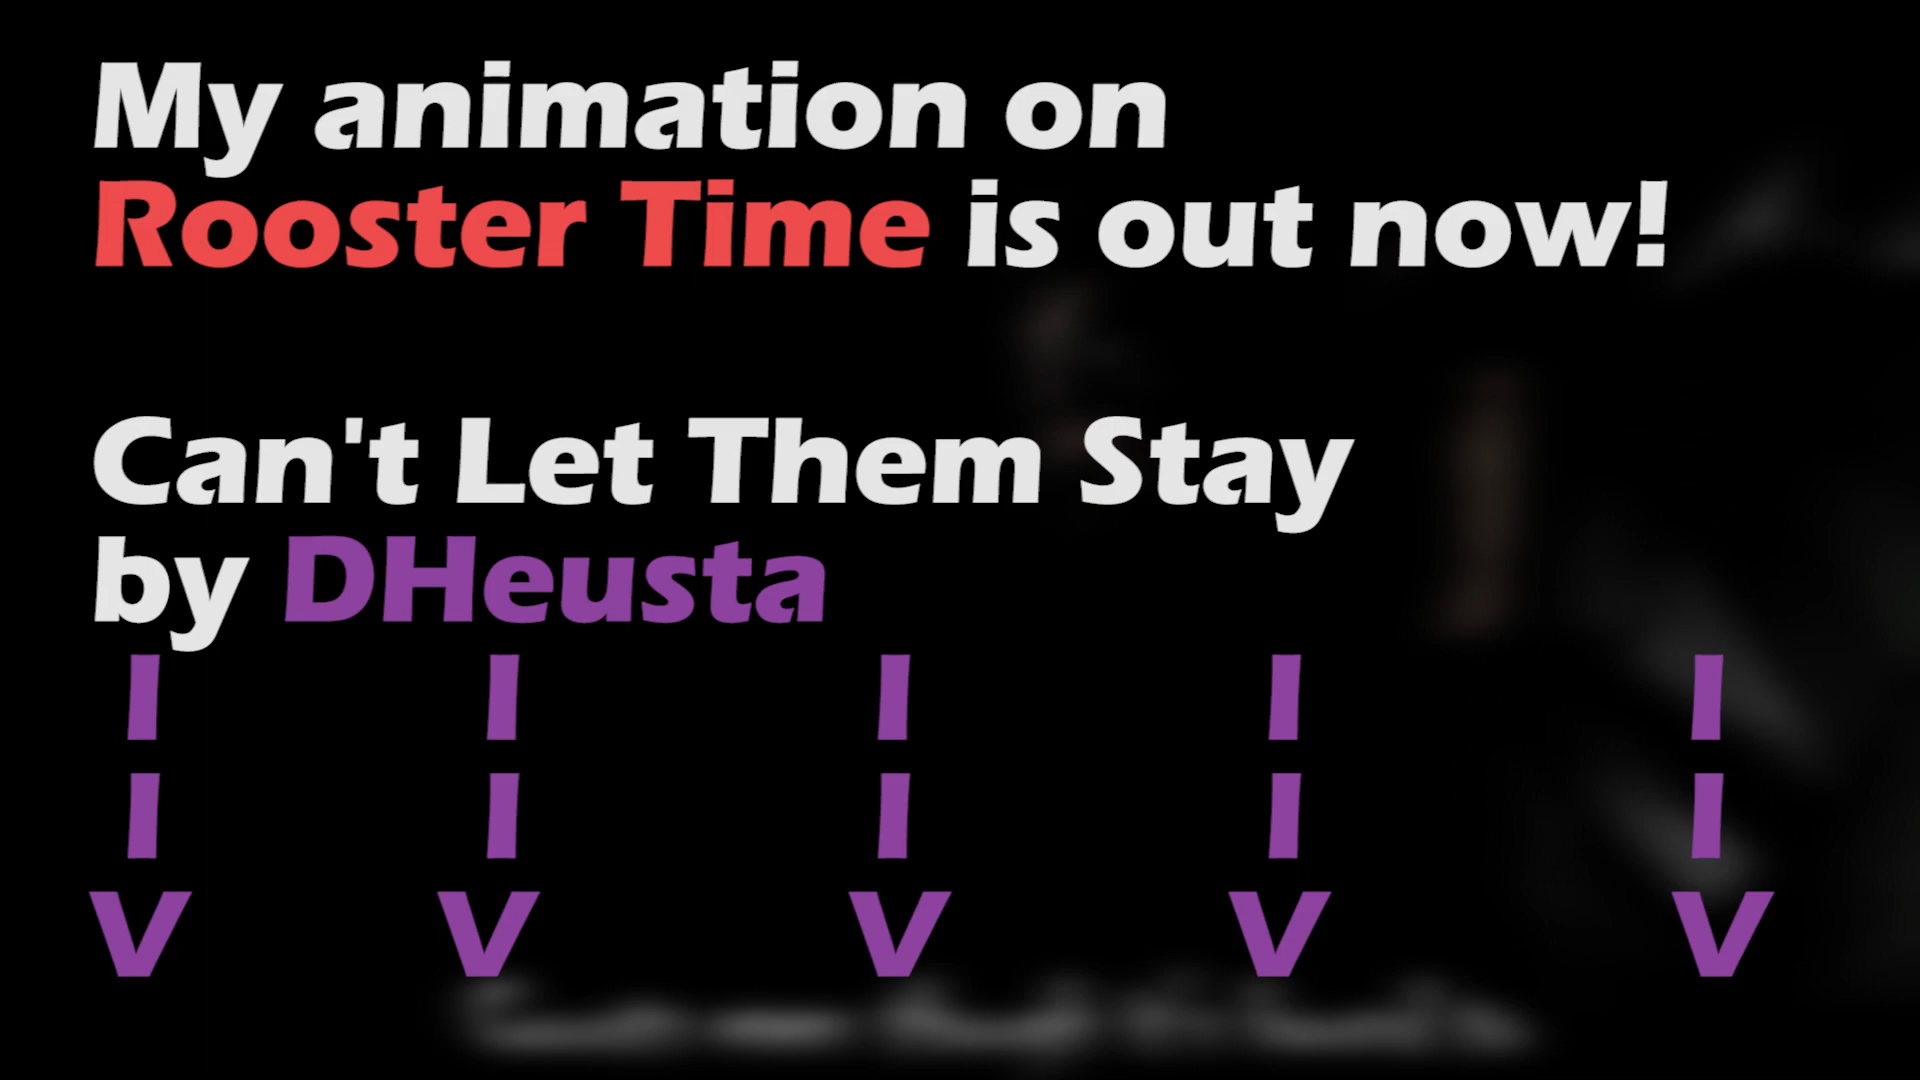 My animation on
Rooster Time is out now!
Can't Let Them Stay
by DHeusta
I I I I I
I I I I I
V V V V V